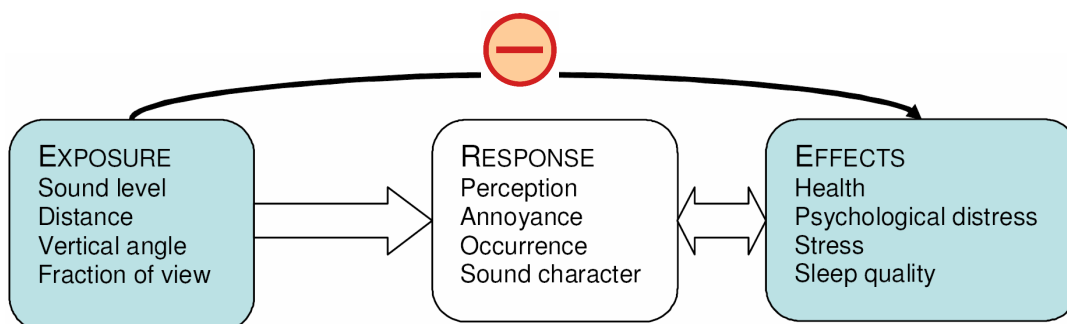 EXPOSURE
Sound level
Distance
Vertical angle
Fraction of view
RESPONSE
Perception
Annoyance
Occurrence
Sound character
EFFECTS
Health
Psychological distress
Stress
Sleep quality